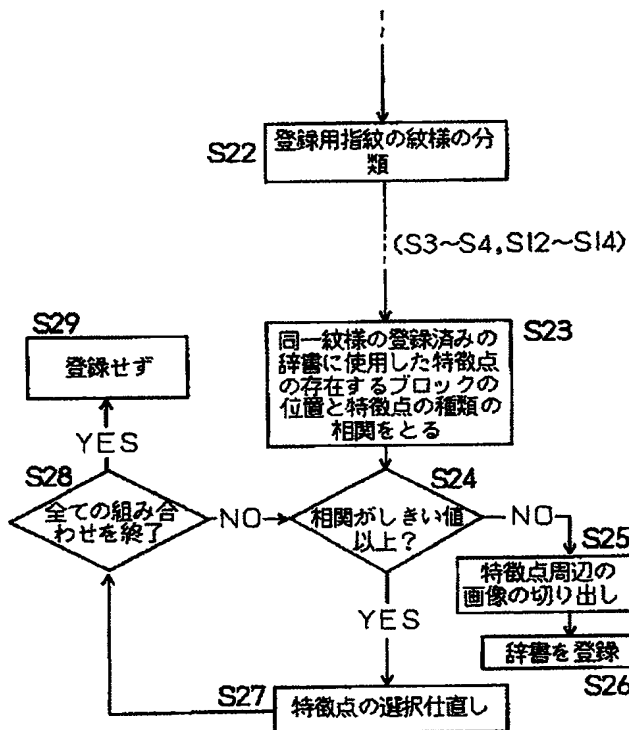 S22
登録用指紋の紋様の分
類
(S3~S4,S12~S14)
S23
同一紋様の登録済みの
辞書に使用した特徴点
の存在するブロックの
位置と特徴点の種類の
相関をとる
S29
登録せず
YES
S28
全ての組み合
わせを終了
NO
S24
相関がしきい値
以上?
NO
S25
特徴点周辺の
画像の切り出し
YES
辞書を登録
S26
S27
特徴点の選択仕直し